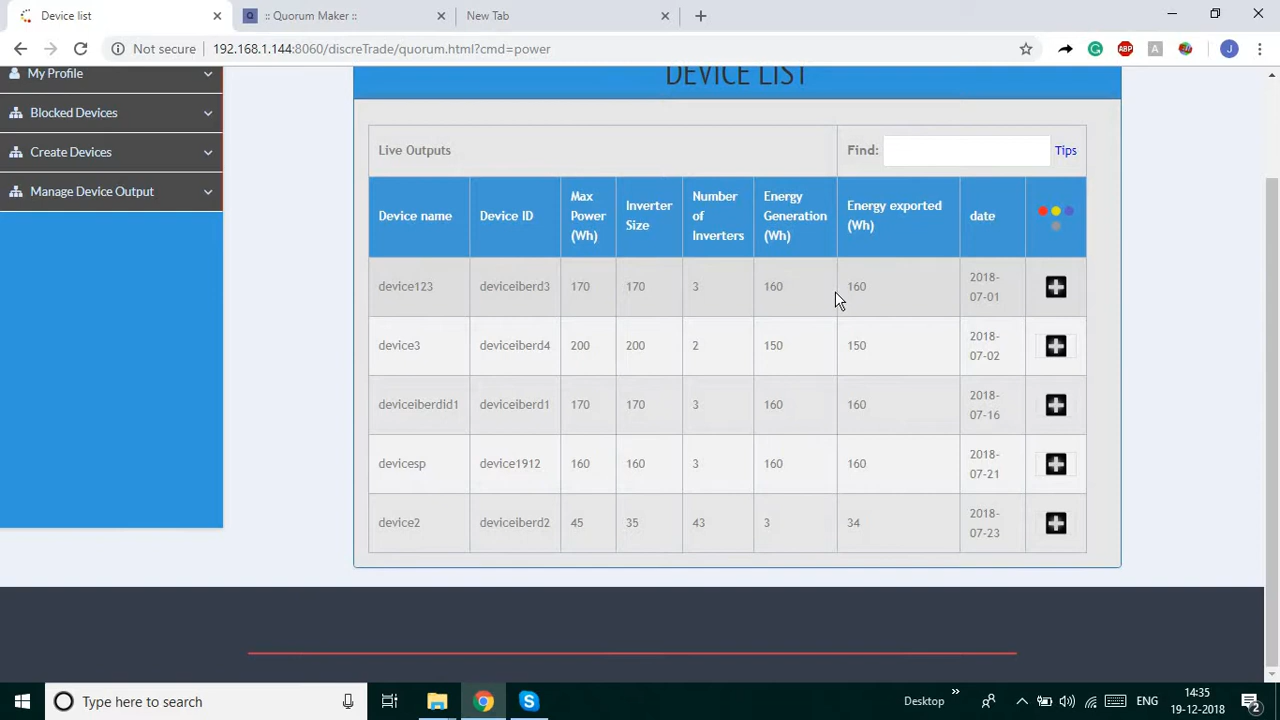 Device list
:: Quorum Maker ::
New Tab
Not secure
192.168.1.144:8060/discreTrade/quorum.html?cmd=power
ABP
A
J
My Profile
Blocked Devices
Create Devices
Manage Device Output
DEVICE LIST
Live Outputs
Find:
Tips
Device name
Device ID
Max
Power
(Wh)
Inverter
Size
Number
of
Inverters
Energy
Generation
(Wh)
Energy exported
(Wh)
date
device123
deviceiberd3
170
170
3
160
160
2018-
07-01
device3
deviceiberd4
200
200
2
150
150
2018-
07-02
deviceiberdid1
deviceiberd1
170
170
3
160
160
2018-
07-16
devicesp
device1912
160
160
3
160
160
2018-
07-21
device2
deviceiberd2
45
35
43
3
34
2018-
07-23
Type here to search
Desktop
ENG
14:35
19-12-2018
2